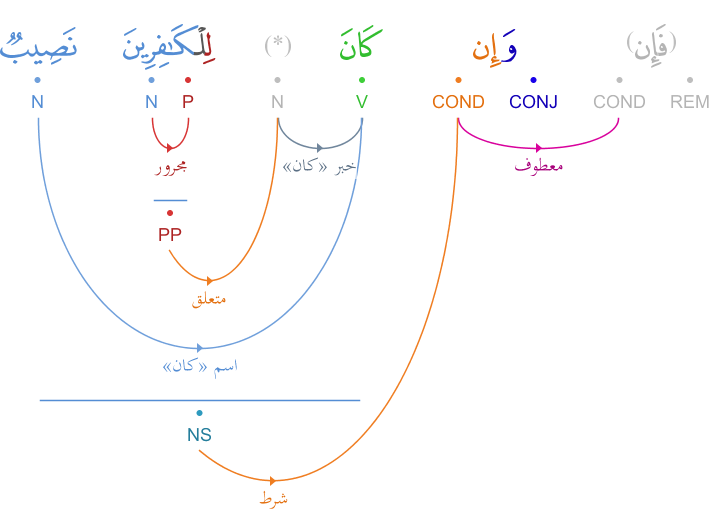 (فَإِن) وَإِن كَانَ (*) لِلْكَـٰفِرِينَ نَصِيبٌ
REM COND CONJ COND V N P N N
معطوف خبر «كان» مجرور
PP
متعلق
اسم «كان»
NS
شرط